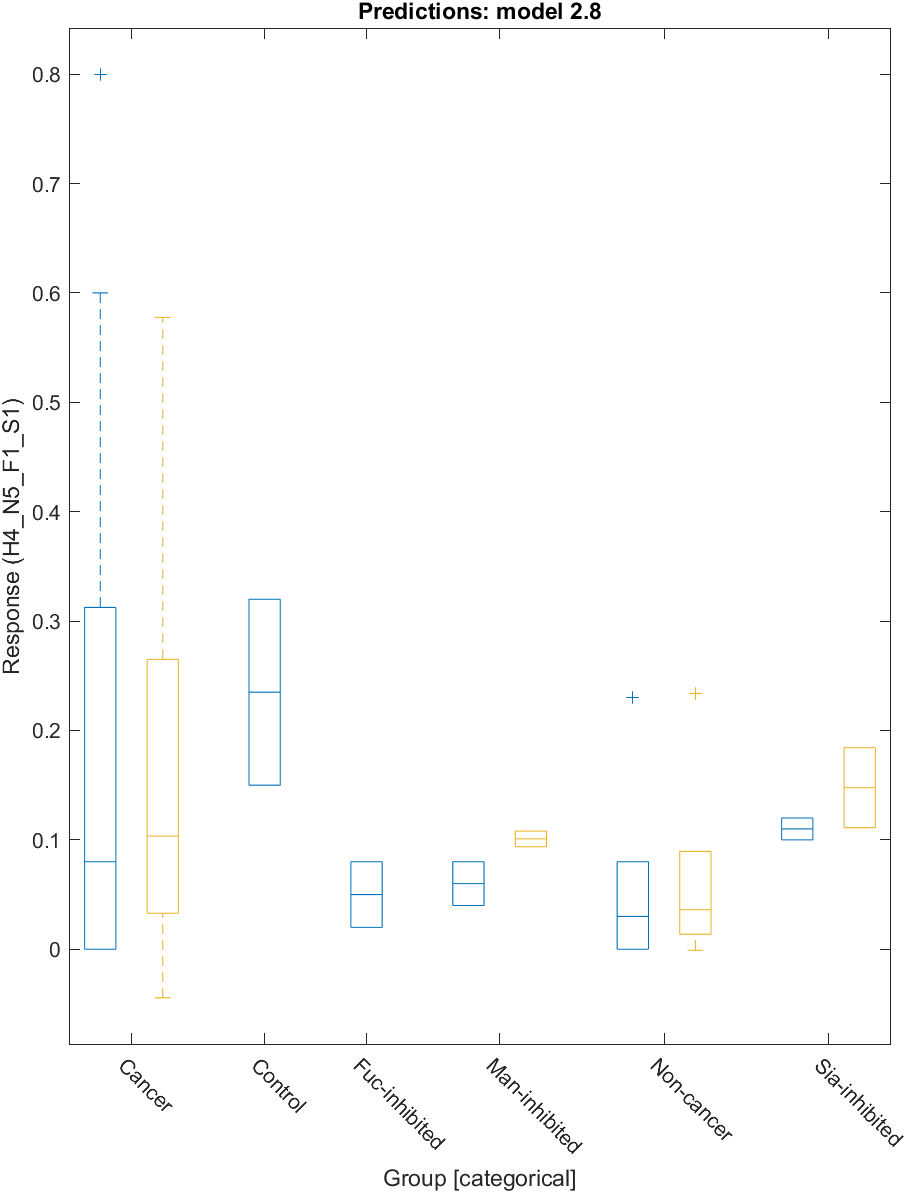 Predictions: model 2.8
Response (H4_N5_F1_S1)
0.8
0.7
0.6
0.5
0.4
0.3
0.2
0.1
0
Cancer
Control
Fuc-inhibited
Man-inhibited
Non-cancer
Sia-inhibited
Group [categorical]